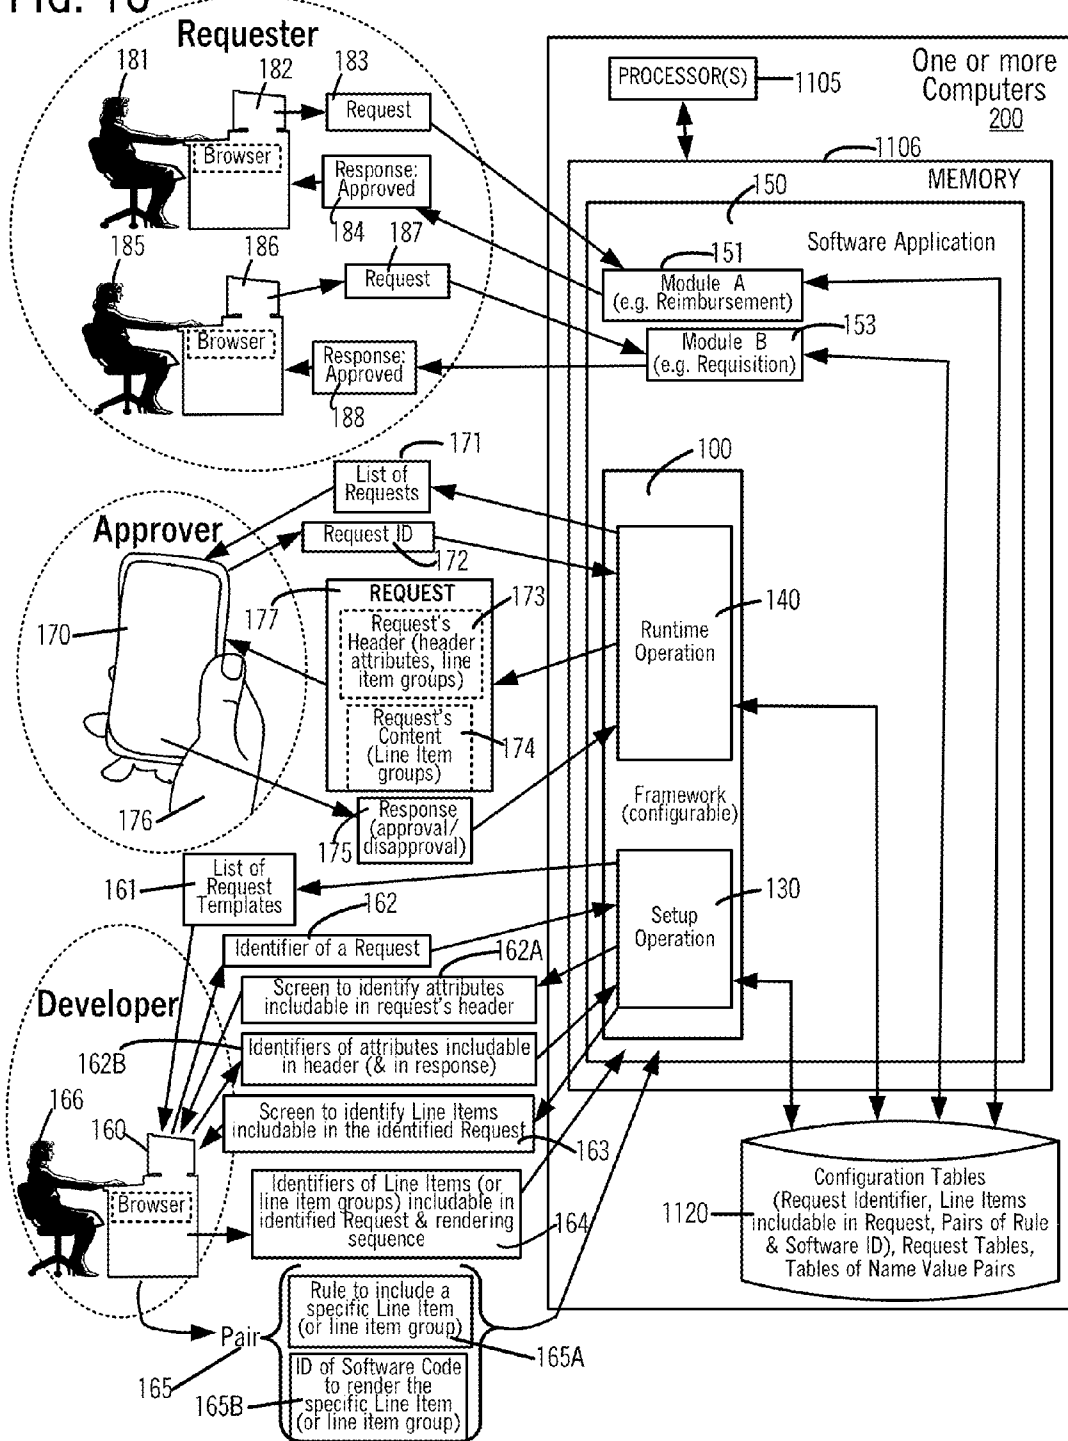 Requester
181
182
183
Request
Browser
Response:
Approved
184
185
186
187
Request
Browser
Response:
Approved
188
PROCESSOR(S)
1105
One or more
Computers
200
1106
MEMORY
150
Software Application
151
Module A
(e.g. Reimbursement)
153
Module B
(e.g. Requisition)
171
List of
Requests
100
Approver
Request ID
172
170
177
REQUEST
173
Request's
Header (header
attributes, line
item groups)
Request's
Content
(Line Item
groups)
174
140
Runtime
Operation
176
175
Response
(approval/
disapproval)
Framework
(configurable)
161
List of
Request
Templates
162
130
Setup
Operation
Identifier of a Request
162A
Developer
Screen to identify attributes
includable in request's header
162B
Identifiers of attributes includable
in header (& in response)
166
160
Screen to identify Line Items
includable in the identified Request
163
Browser
Identifiers of Line Items (or
line item groups) includable in
identified Request & rendering
sequence
164
1120
Configuration Tables
(Request Identifier, Line Items
includable in Request, Pairs of Rule
& Software ID), Request Tables,
Tables of Name Value Pairs
Pair
165
Rule to include a
specific Line Item
(or line item group)
165A
ID of Software Code
to render the
specific Line Item
(or line item group)
165B